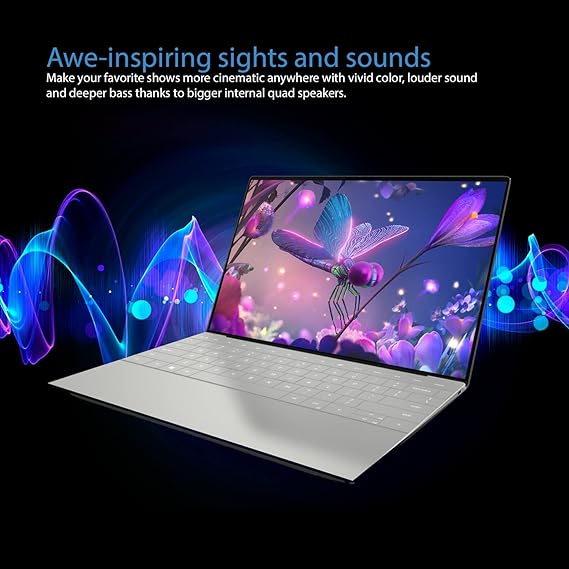 Awe-inspiring sights and sounds
Make your favorite shows more cinematic anywhere with vivid color, louder sound
and deeper bass thanks to bigger internal quad speakers.